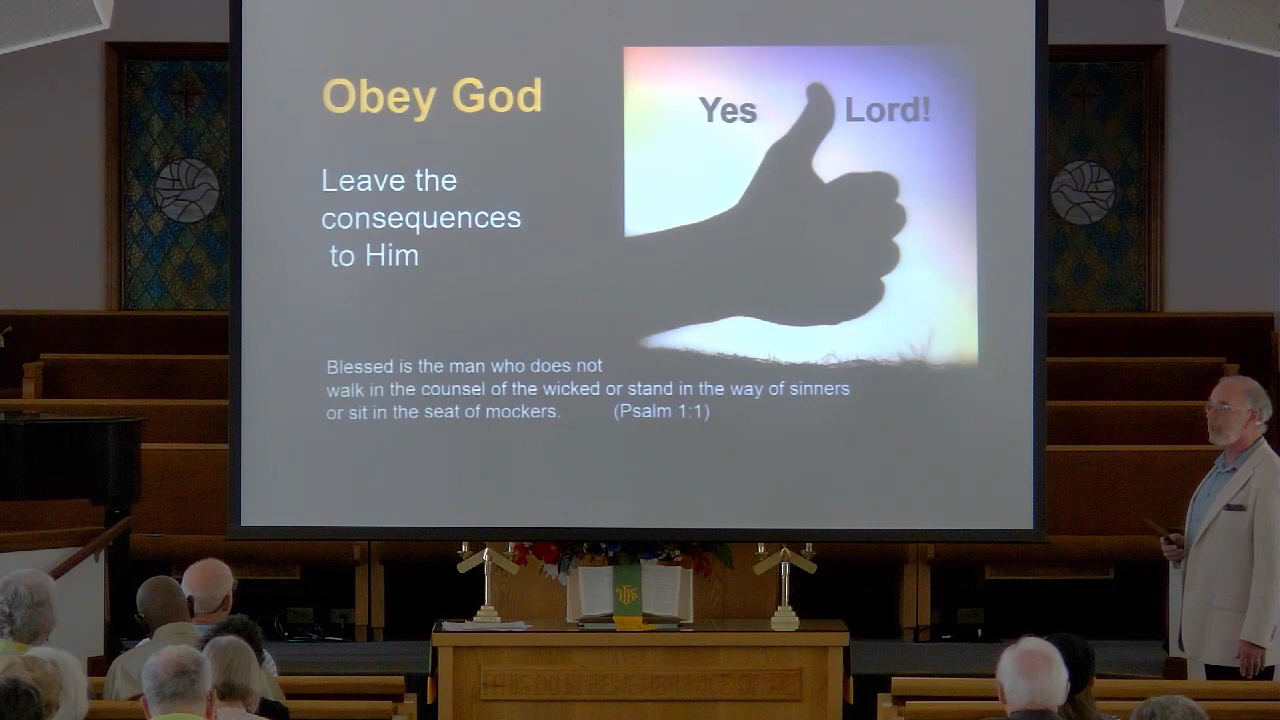 Obey God
Yes Lord!
Leave the
consequences
to Him
Blessed is the man who does not
walk in the counsel of the wicked or stand in the way of sinners
or sit in the seat of mockers. (Psalm 1:1)
IHS